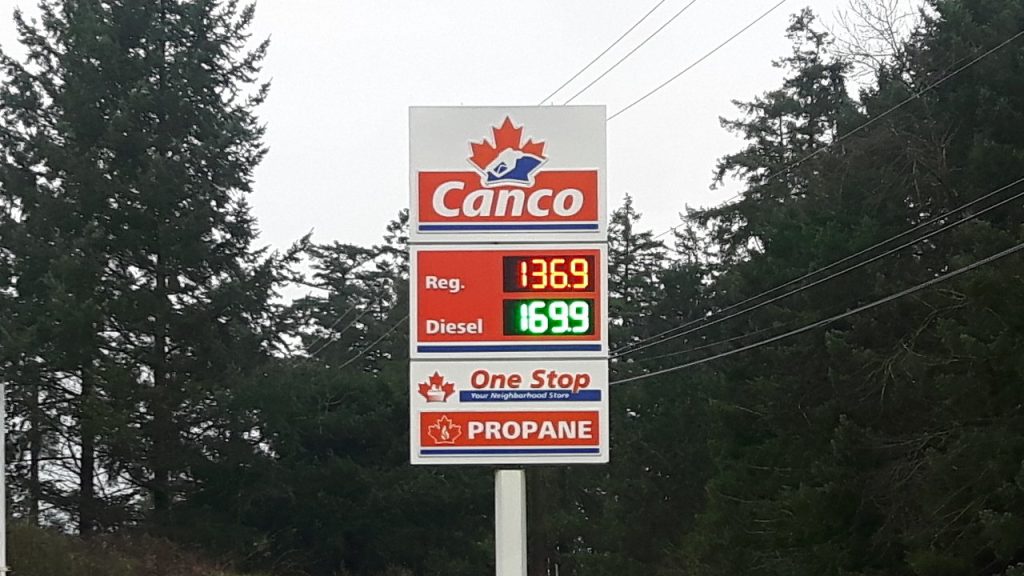 Canco
Reg. 136.9
Diesel 169.9
One Stop
Your Neighborhood Store
PROPANE